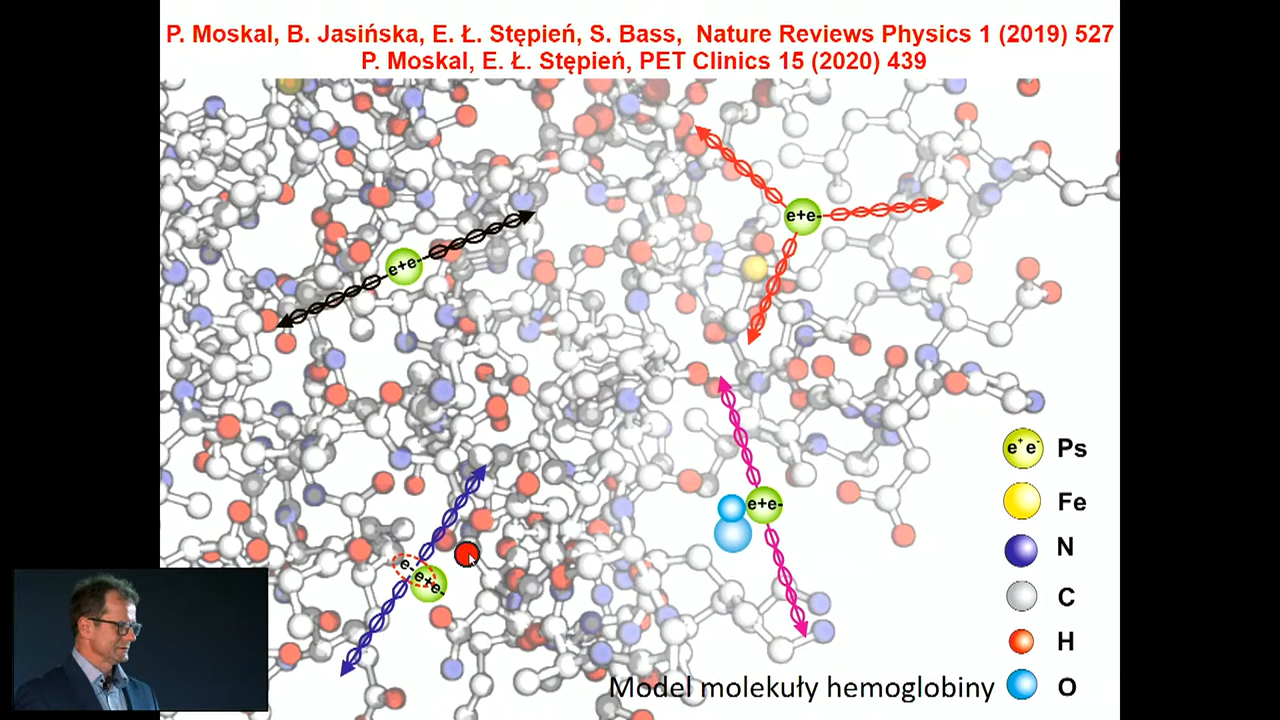 P. Moskal, B. Jasińska, E. Ł. Stępień, S. Bass, Nature Reviews Physics 1 (2019) 527
P. Moskal, E. Ł. Stępień, PET Clinics 15 (2020) 439
e+e-
e+e-
e+ e- Ps
Fe
e+e-
N
e- e+e-
C
H
Model molekuły hemoglobiny
O